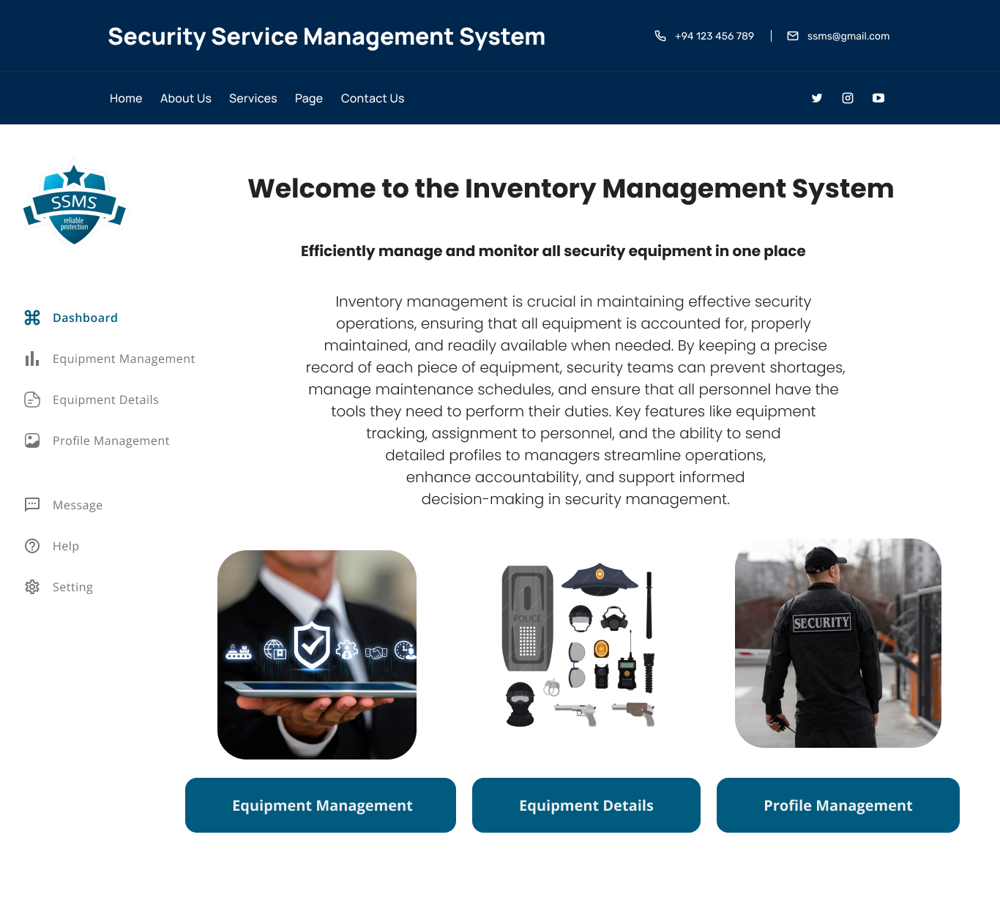 Security Service Management System
+94 123 456 789
ssms@gmail.com
Home
About Us
Services
Page
Contact Us
SSMS
reliable
protection
Dashboard
Equipment Management
Equipment Details
Profile Management
Message
Help
Setting
Welcome to the Inventory Management System
Efficiently manage and monitor all security equipment in one place
Inventory management is crucial in maintaining effective security
operations, ensuring that all equipment is accounted for, properly
maintained, and readily available when needed. By keeping a precise
record of each piece of equipment, security teams can prevent shortages,
manage maintenance schedules, and ensure that all personnel have the
tools they need to perform their duties. Key features like equipment
tracking, assignment to personnel, and the ability to send
detailed profiles to managers streamline operations,
enhance accountability, and support informed
decision-making in security management.
POLICE
SECURITY
Equipment Management
Equipment Details
Profile Management